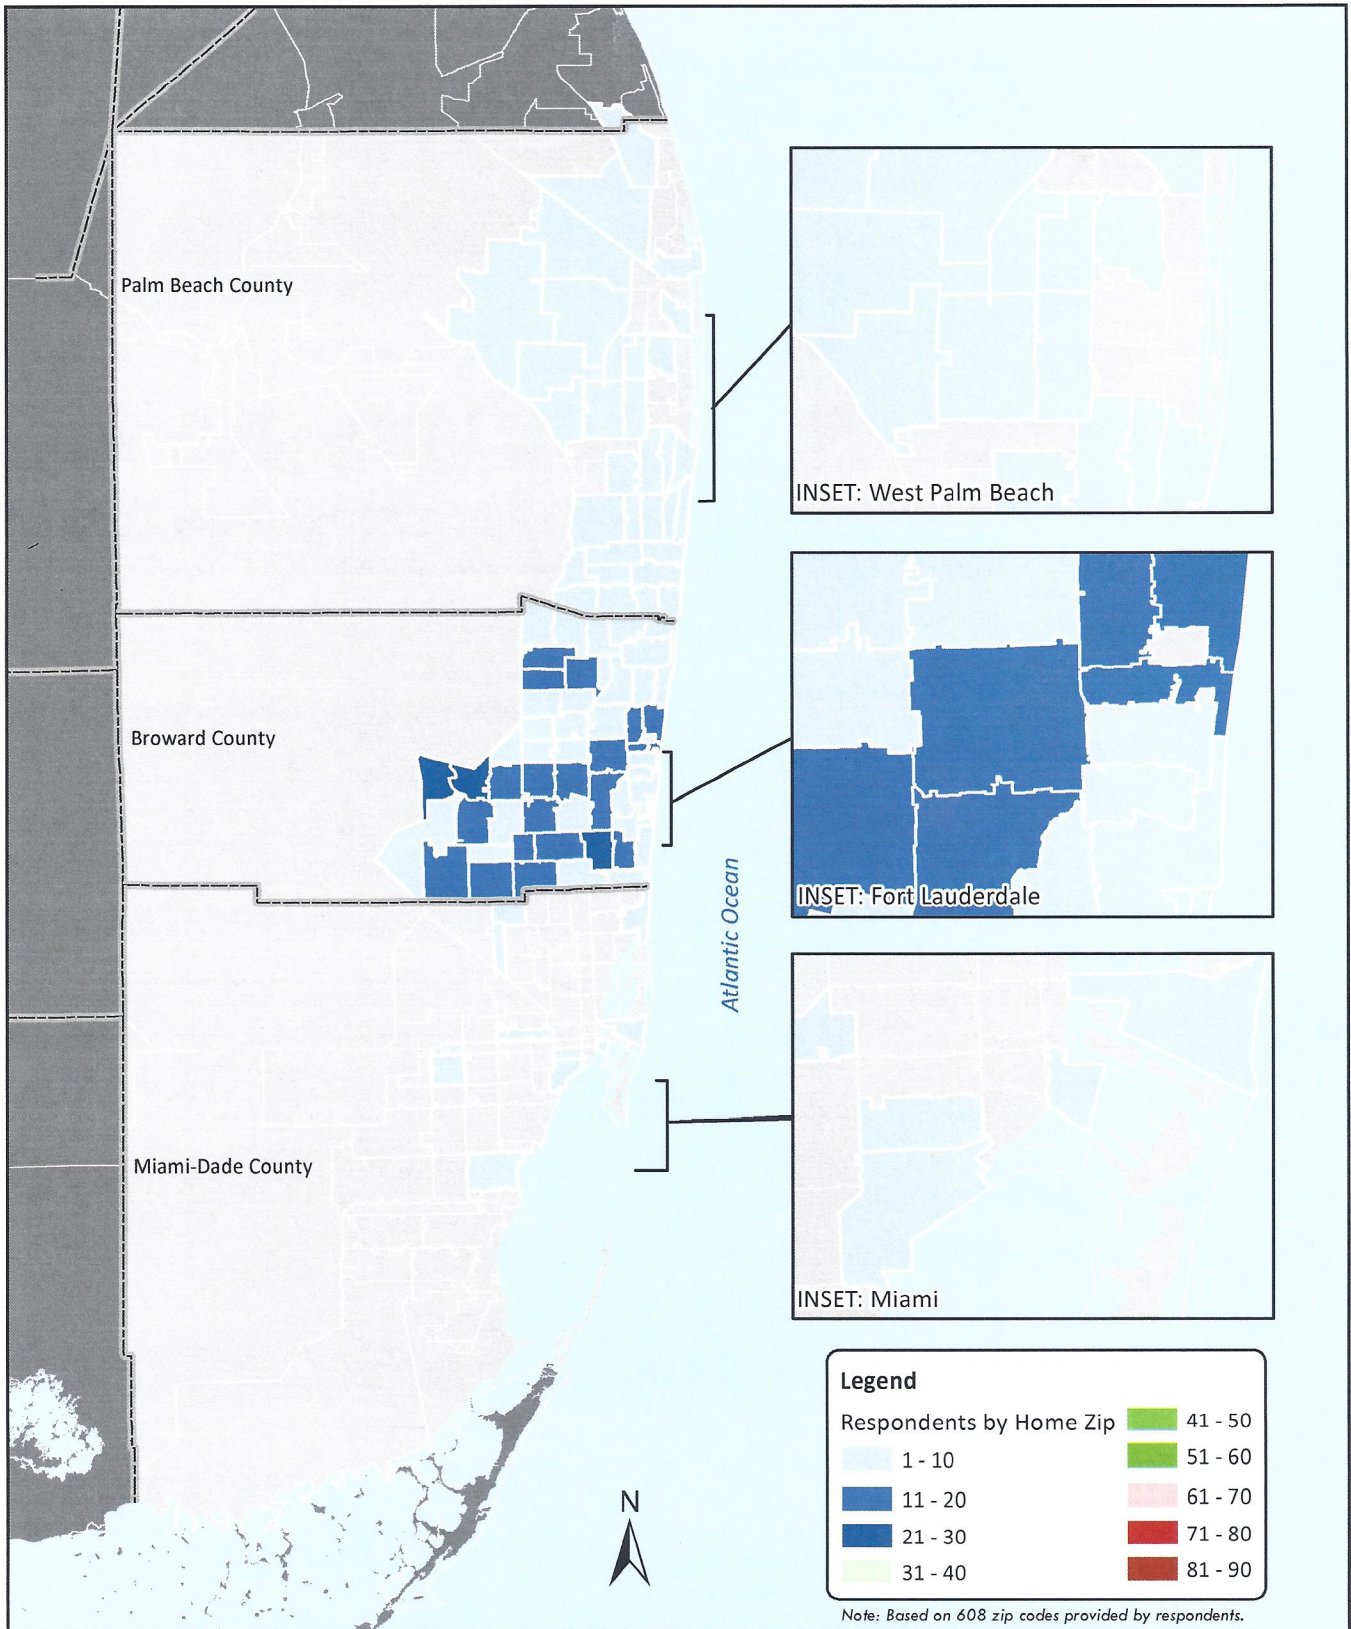 Palm Beach County
INSET: West Palm Beach
Broward County
INSET: Fort Lauderdale
Atlantic Ocean
Miami-Dade County
INSET: Miami
N
Legend
Respondents by Home Zip
1 - 10
11 - 20
21 - 30
31 - 40
41 - 50
51 - 60
61 - 70
71 - 80
81 - 90
Note: Based on 608 zip codes provided by respondents.